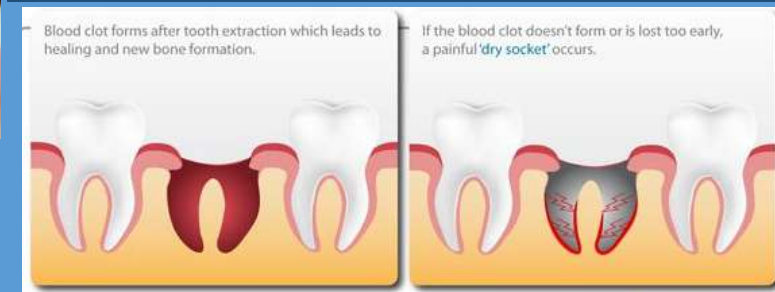 Blood clot forms after tooth extraction which leads to
healing and new bone formation.
If the blood clot doesn't form or is lost too early,
a painful 'dry socket' occurs.